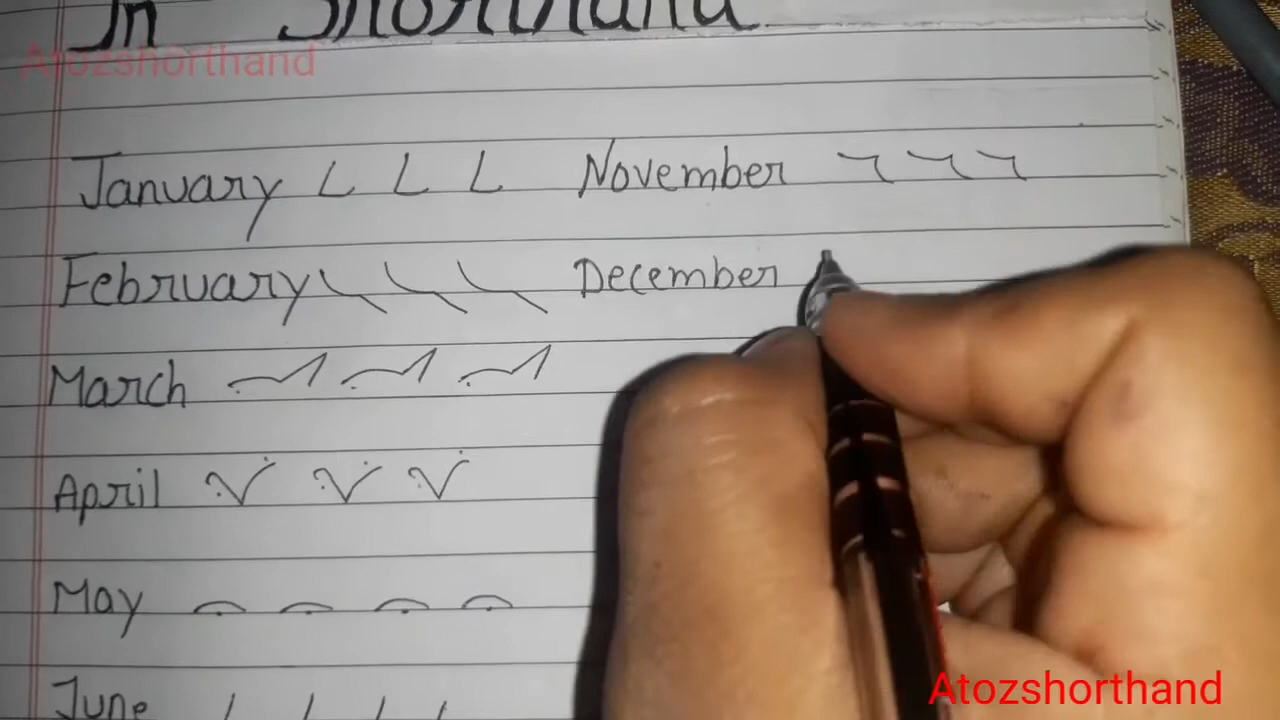 In Shorthand
Atozshorthand
January November
February December
March
April
May
June
Atozshorthand